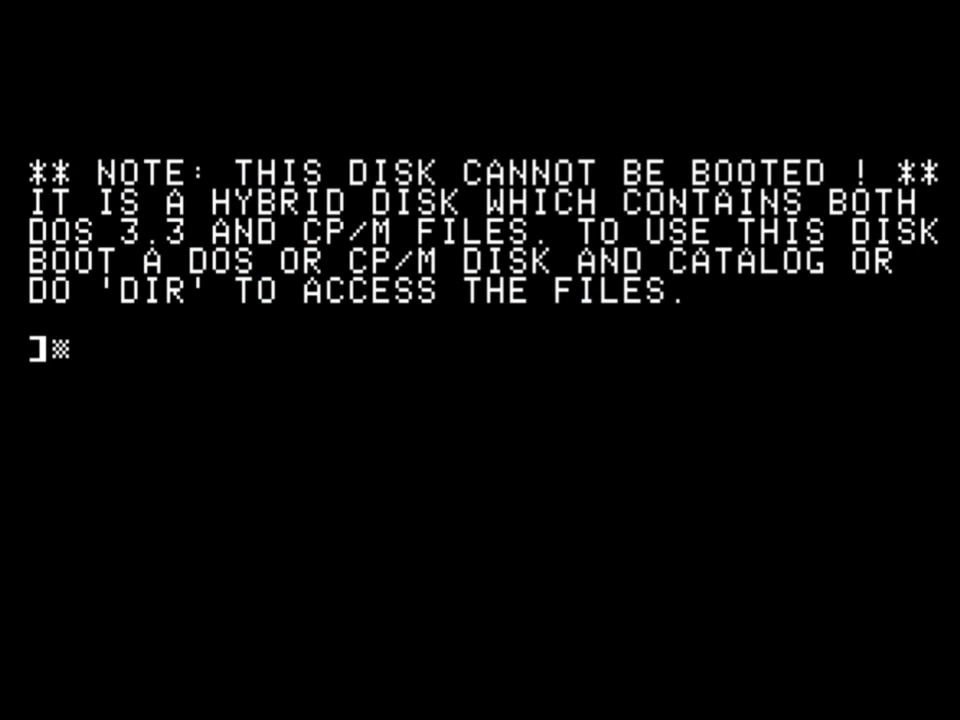 ** NOTE: THIS DISK CANNOT BE BOOTED ! **
IT IS A HYBRID DISK WHICH CONTAINS BOTH
DOS 3.3 AND CP/M FILES. TO USE THIS DISK
BOOT A DOS OR CP/M DISK AND CATALOG OR
DO 'DIR' TO ACCESS THE FILES.
]